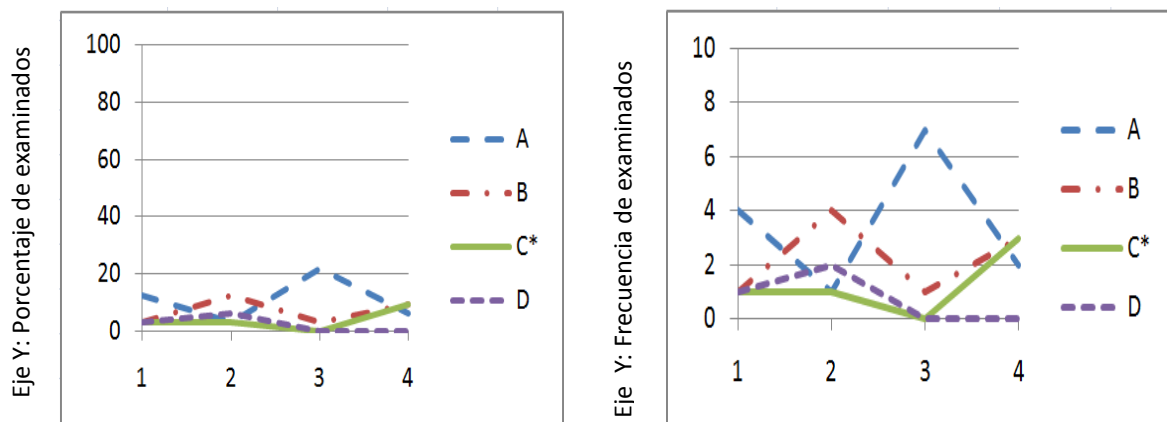 Eje Y: Porcentaje de examinados
100
80
60
40
20
0
1 2 3 4
A
B
C*
D
Eje Y: Frecuencia de examinados
10
8
6
4
2
0
1 2 3 4
A
B
C*
D